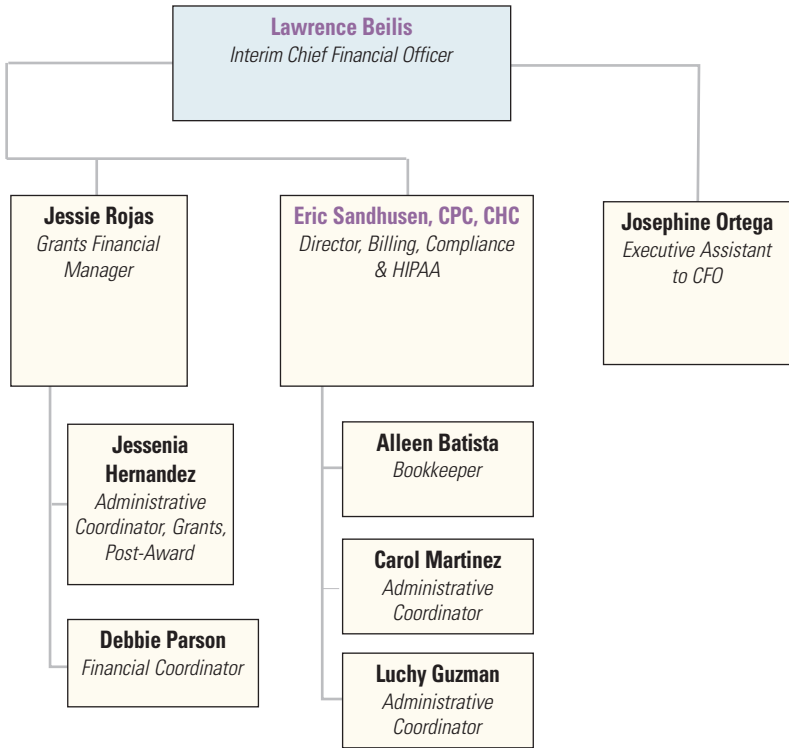 Lawrence Beilis
Interim Chief Financial Officer
Jessie Rojas
Grants Financial
Manager
Eric Sandhusen, CPC, CHC
Director, Billing, Compliance
& HIPAA
Josephine Ortega
Executive Assistant
to CFO
Jessenia
Hernandez
Administrative
Coordinator, Grants,
Post-Award
Debbie Parson
Financial Coordinator
Alleen Batista
Bookkeeper
Carol Martinez
Administrative
Coordinator
Luchy Guzman
Administrative
Coordinator